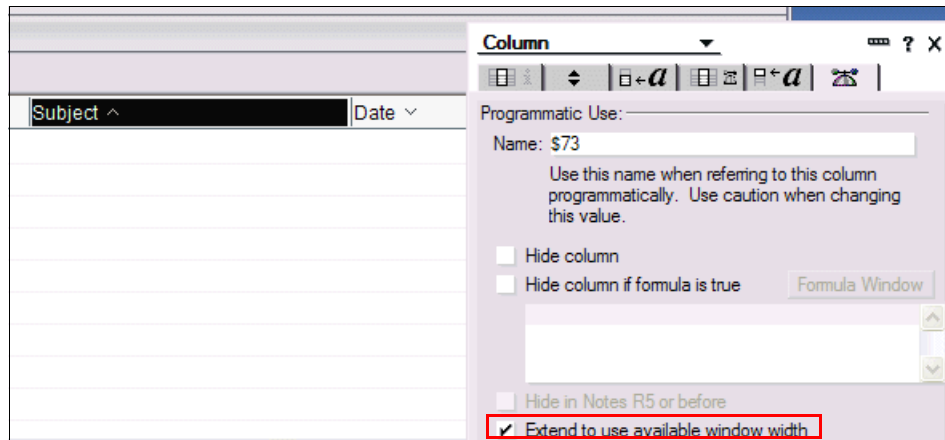 Column
? X
a a
Subject Date
Programmatic Use:
Name: $73
Use this name when referring to this column
programmatically. Use caution when changing
this value.
Hide column
Hide column if formula is true Formula Window
Hide in Notes R5 or before
Extend to use available window width